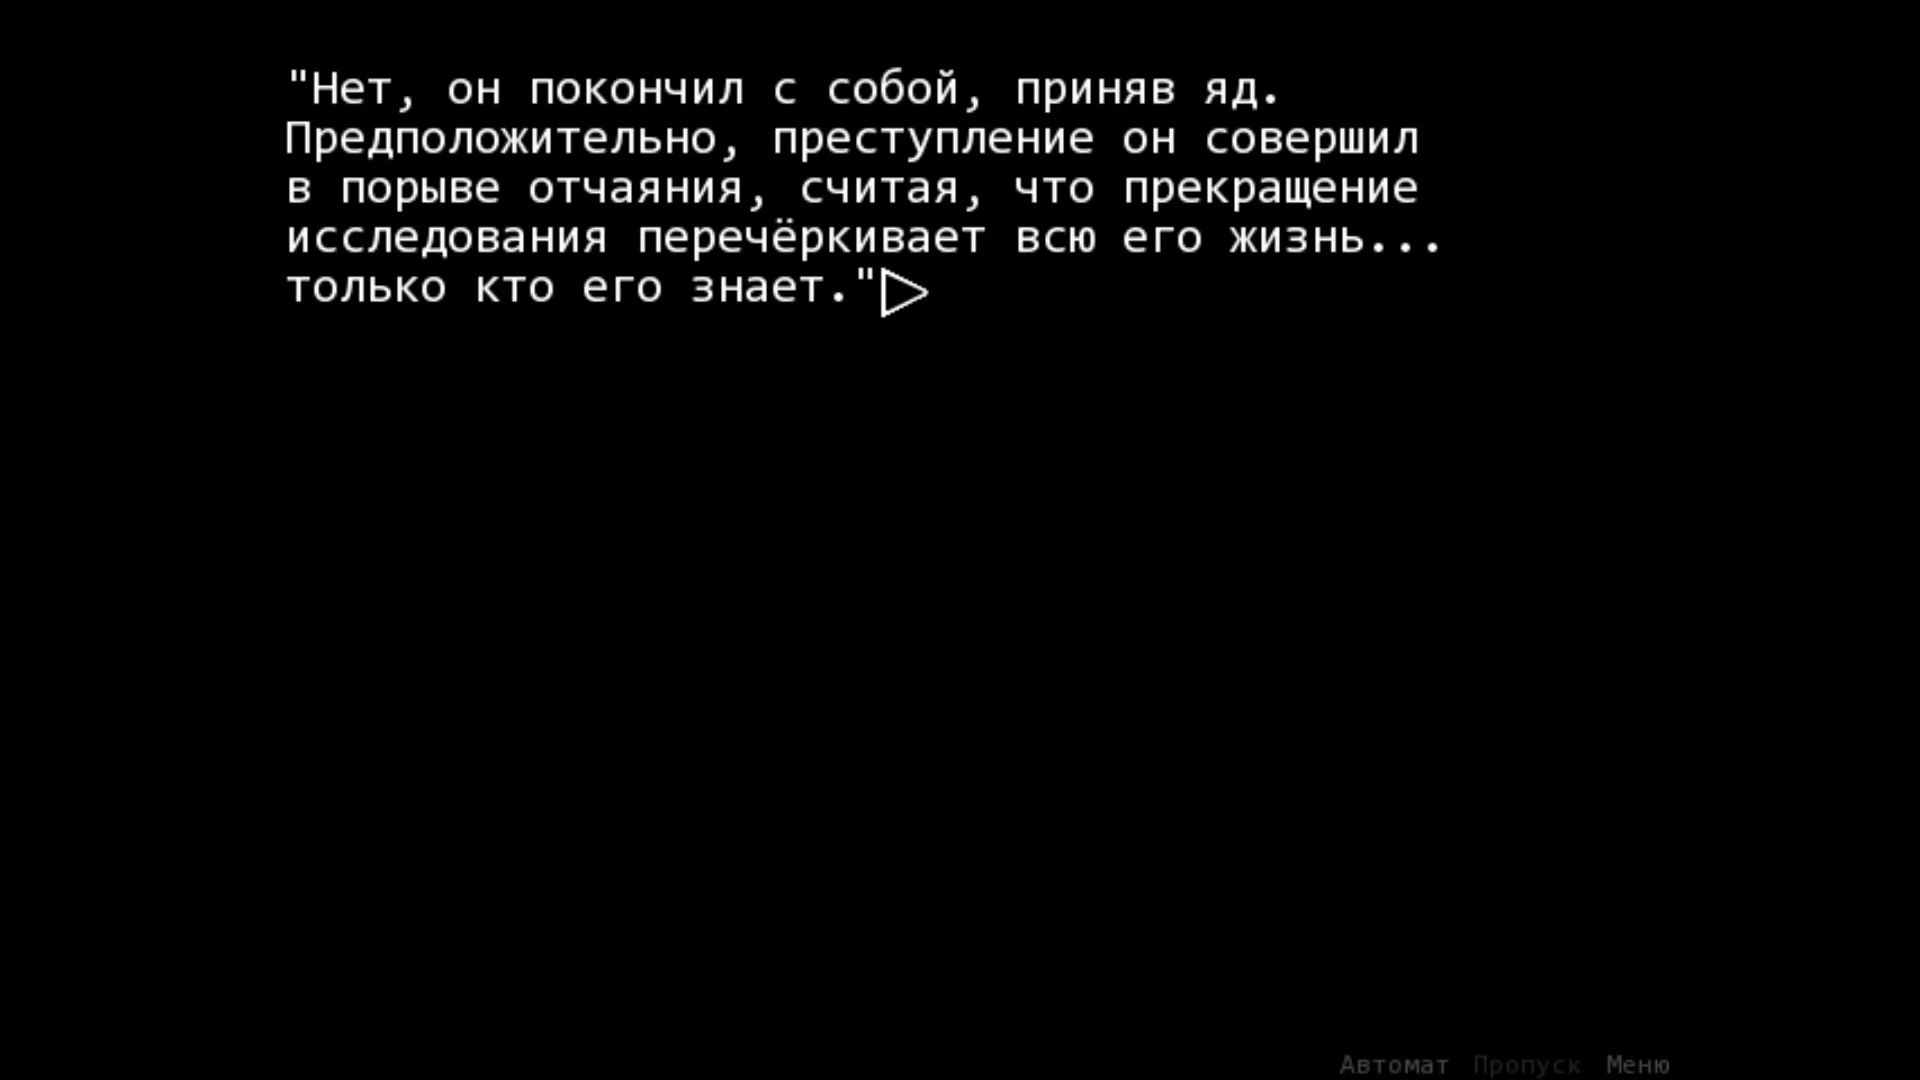 "Нет, он покончил с собой, приняв яд.
Предположительно, преступление он совершил
в порыве отчаяния, считая, что прекращение
исследования перечёркивает всю его жизнь...
только кто его знает."
Автомат Пропуск Меню